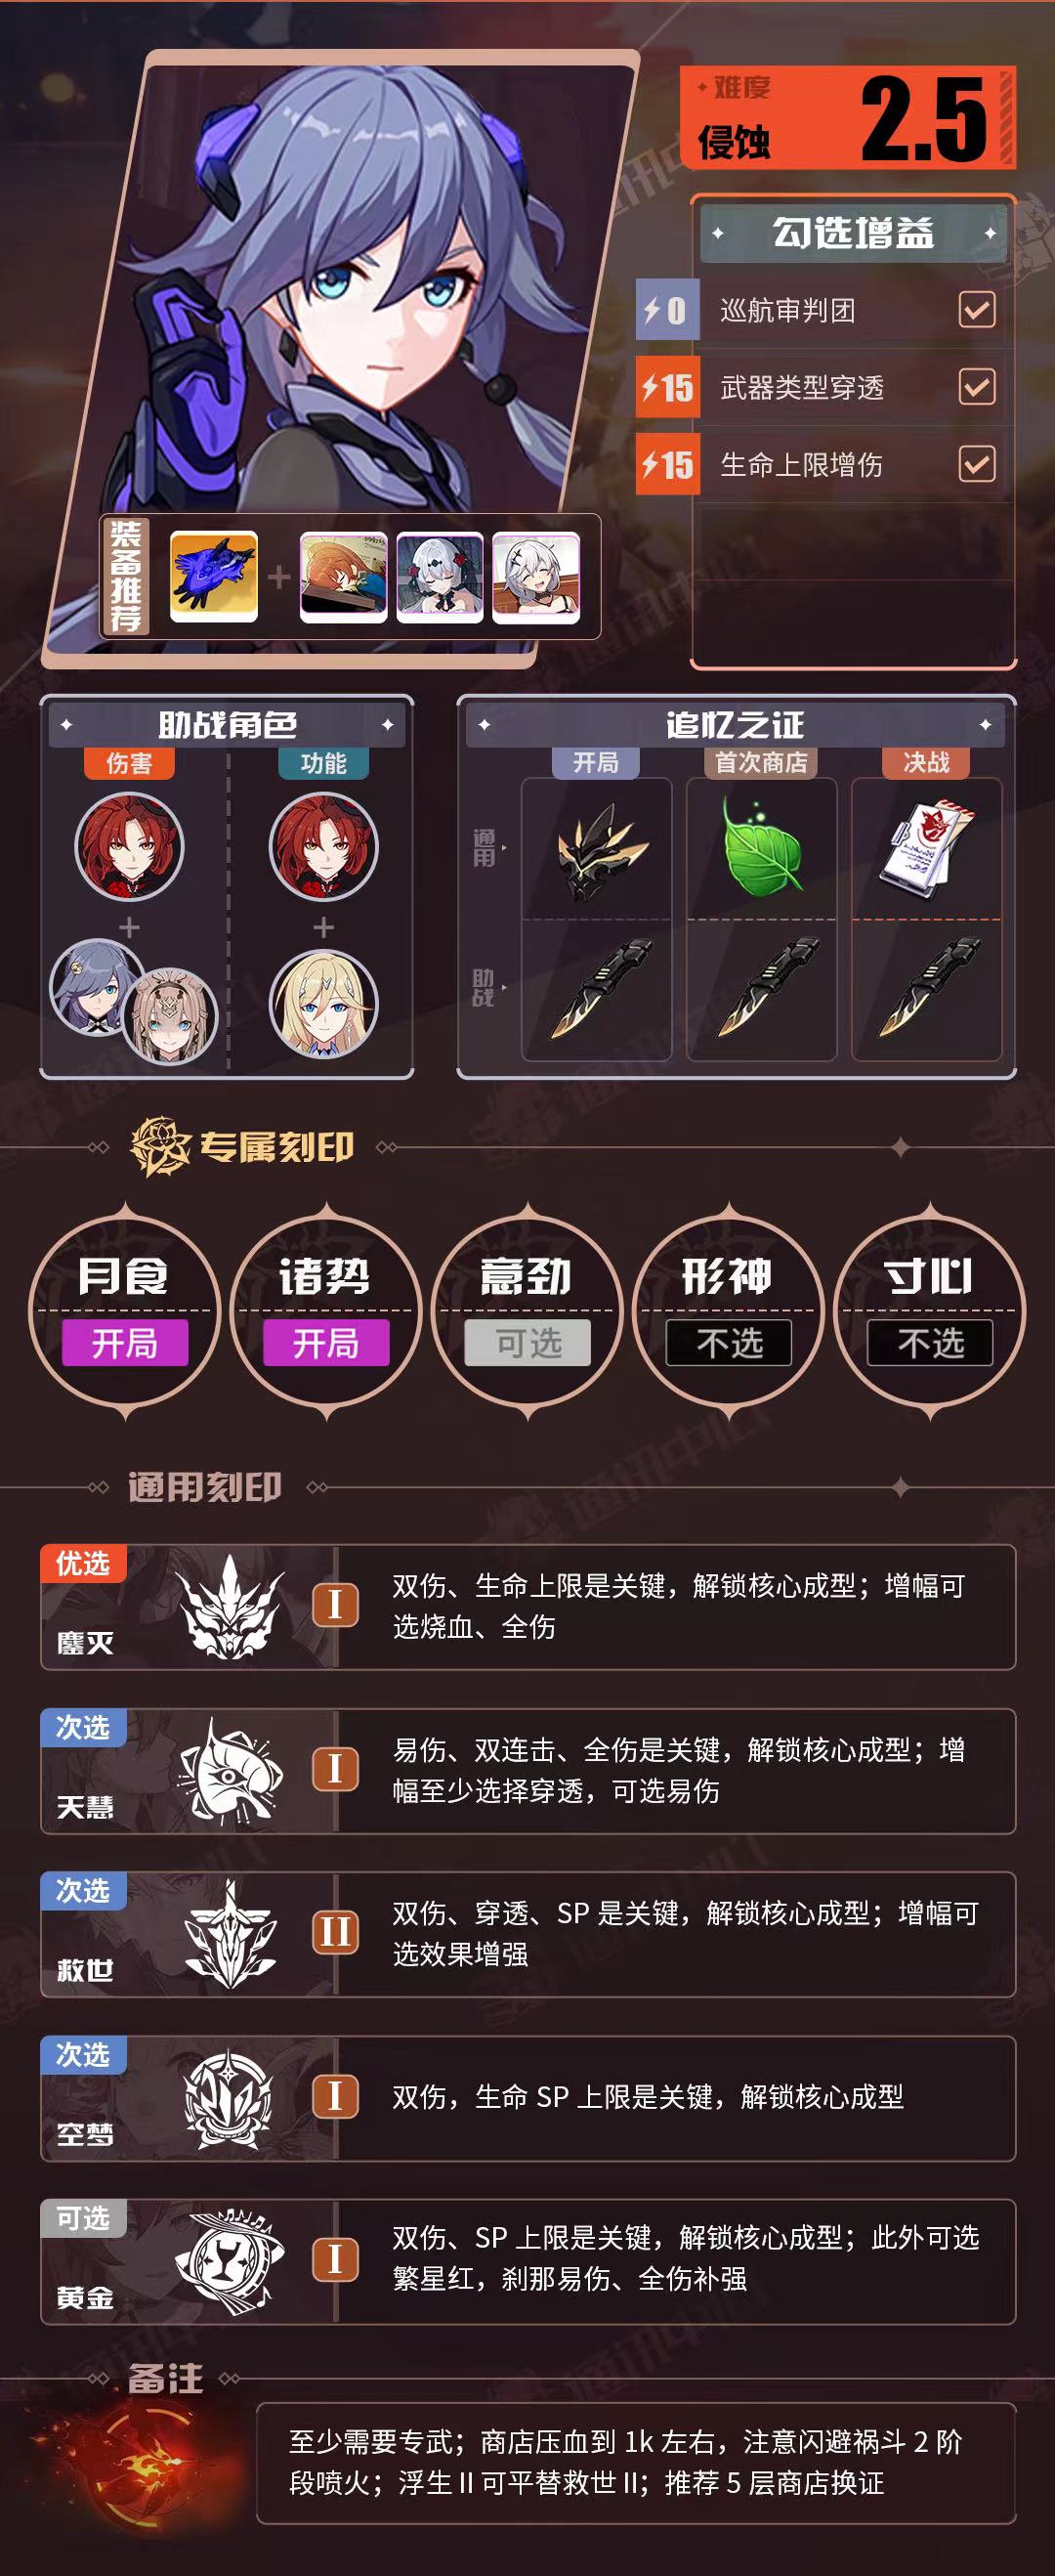 难度
侵蚀
2.5
勾选增益
0
巡航审判团
15
武器类型穿透
15
生命上限增伤
装备推荐
助战角色
伤害
功能
追忆之证
开局
首次商店
决战
通用
助战
专属刻印
月食
开局
诸势
开局
意劲
可选
形神
不选
寸心
不选
通用刻印
优选
鏖灭
I
双伤、生命上限是关键，解锁核心成型；增幅可
选烧血、全伤
次选
天慧
I
易伤、双连击、全伤是关键，解锁核心成型；增
幅至少选择穿透，可选易伤
次选
救世
II
双伤、穿透、SP 是关键，解锁核心成型；增幅可
选效果增强
次选
空梦
I
双伤，生命 SP 上限是关键，解锁核心成型
可选
黄金
I
双伤、SP 上限是关键，解锁核心成型；此外可选
繁星红，刹那易伤、全伤补强
备注
至少需要专武；商店压血到 1k 左右，注意闪避祸斗 2 阶
段喷火；浮生 II 可平替救世 II；推荐 5 层商店换证